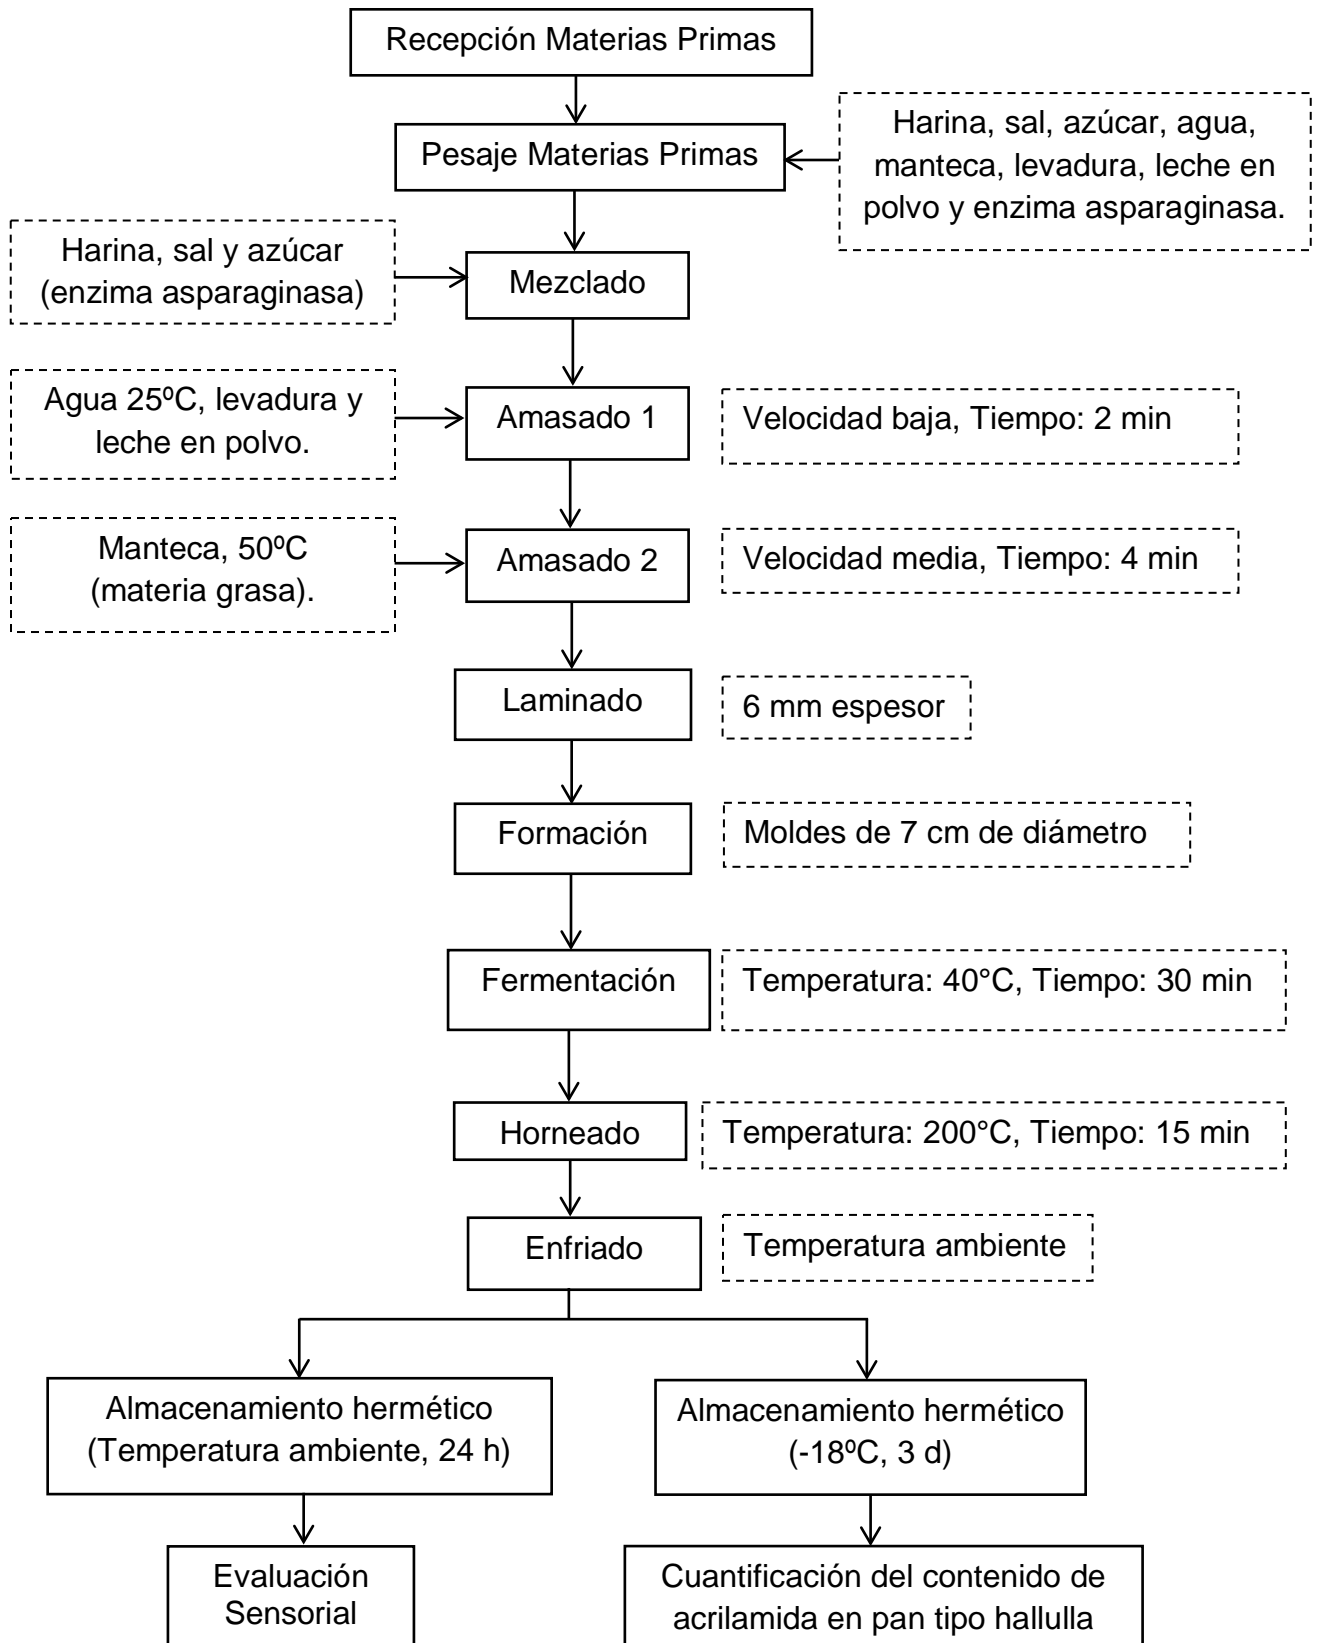 Recepción Materias Primas
Pesaje Materias Primas
Harina, sal, azúcar, agua,
manteca, levadura, leche en
polvo y enzima asparaginasa.
Harina, sal y azúcar
(enzima asparaginasa)
Mezclado
Agua 25ºC, levadura y
leche en polvo.
Amasado 1
Velocidad baja, Tiempo: 2 min
Manteca, 50ºC
(materia grasa).
Amasado 2
Velocidad media, Tiempo: 4 min
Laminado
6 mm espesor
Formación
Moldes de 7 cm de diámetro
Fermentación
Temperatura: 40°C, Tiempo: 30 min
Horneado
Temperatura: 200°C, Tiempo: 15 min
Enfriado
Temperatura ambiente
Almacenamiento hermético
(Temperatura ambiente, 24 h)
Almacenamiento hermético
(-18ºC, 3 d)
Evaluación
Sensorial
Cuantificación del contenido de
acrilamida en pan tipo hallulla